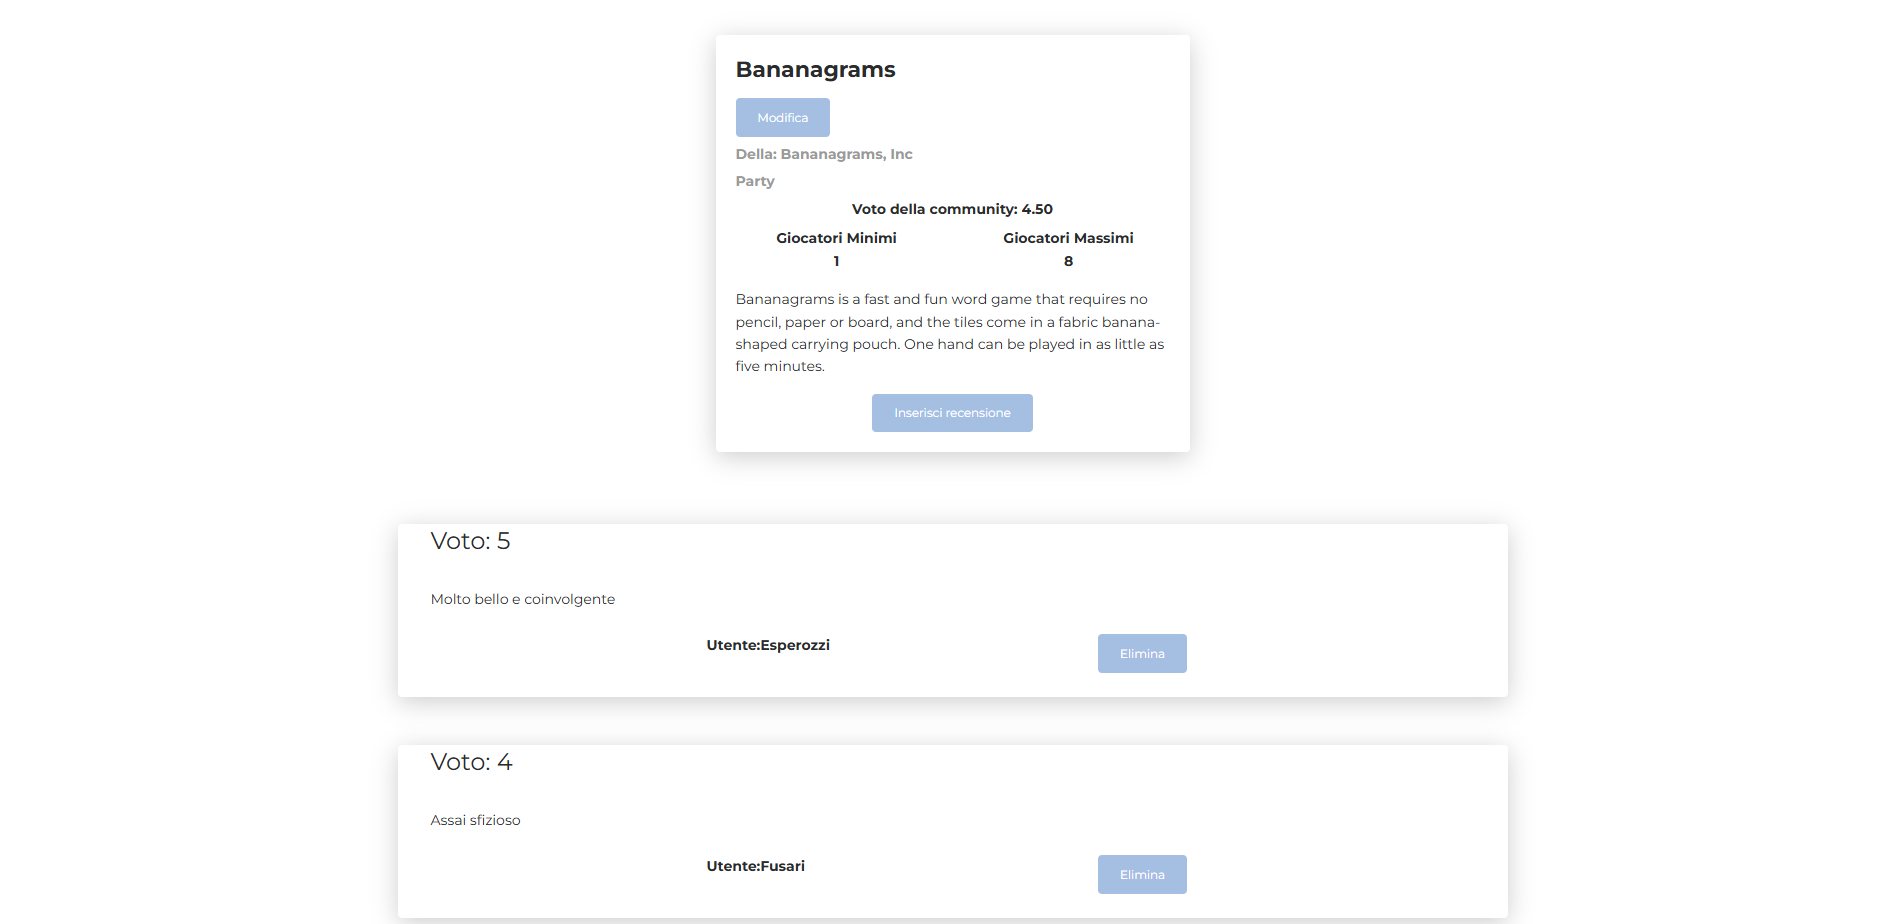 Bananagrams
Modifica
Della: Bananagrams, Inc
Party
Voto della community: 4.50
Giocatori Minimi Giocatori Massimi
1 8
Bananagrams is a fast and fun word game that requires no
pencil, paper or board, and the tiles come in a fabric banana-
shaped carrying pouch. One hand can be played in as little as
five minutes.
Inserisci recensione
Voto: 5
Molto bello e coinvolgente
Utente:Esperozzi Elimina
Voto: 4
Assai sfizioso
Utente:Fusari Elimina